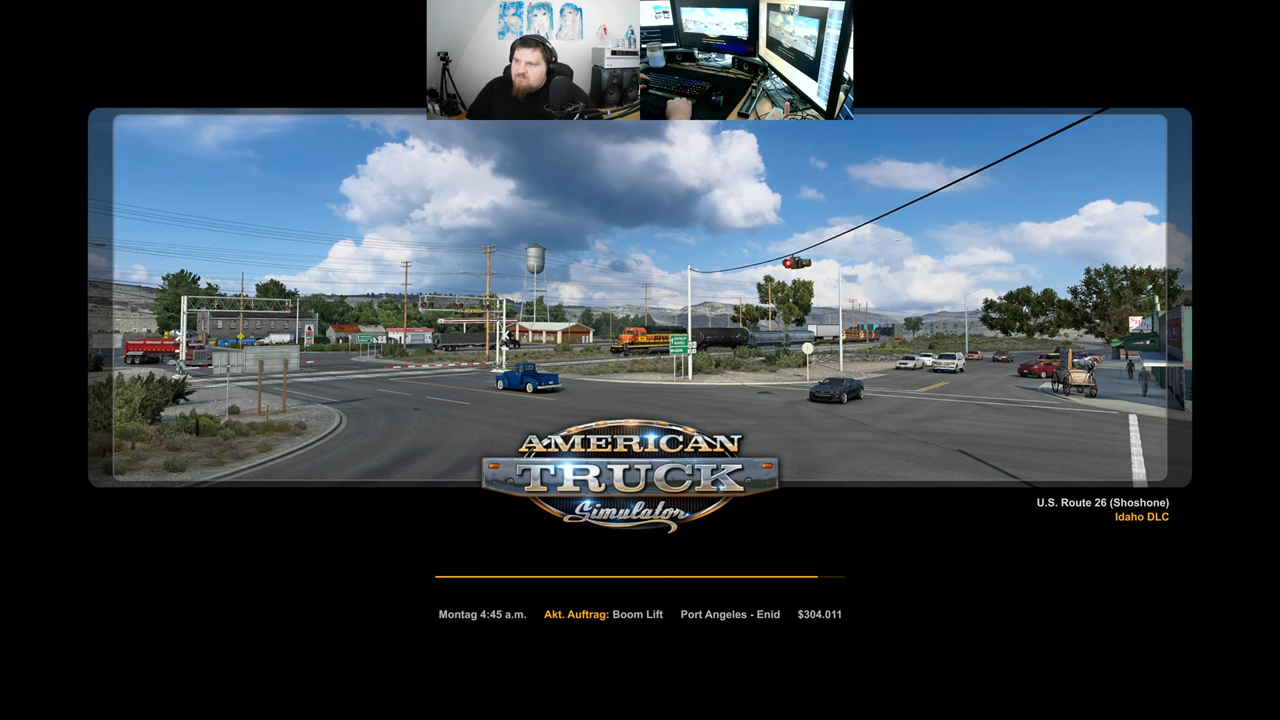 AMERICAN
TRUCK
Simulator
U.S. Route 26 (Shoshone)
Idaho DLC
Montag 4:45 a.m. Akt. Auftrag: Boom Lift Port Angeles - Enid $304.011